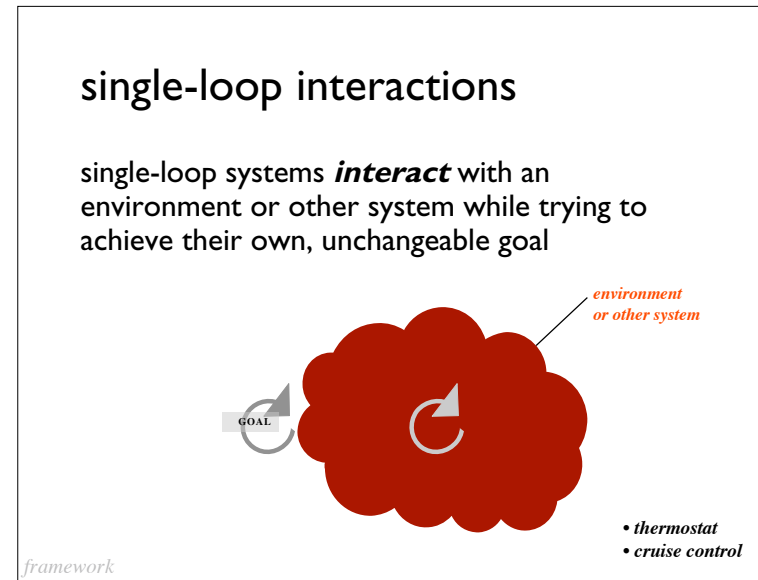 single-loop interactions
single-loop systems interact with an
environment or other system while trying to
achieve their own, unchangeable goal
environment
or other system
GOAL
• thermostat
• cruise control
framework